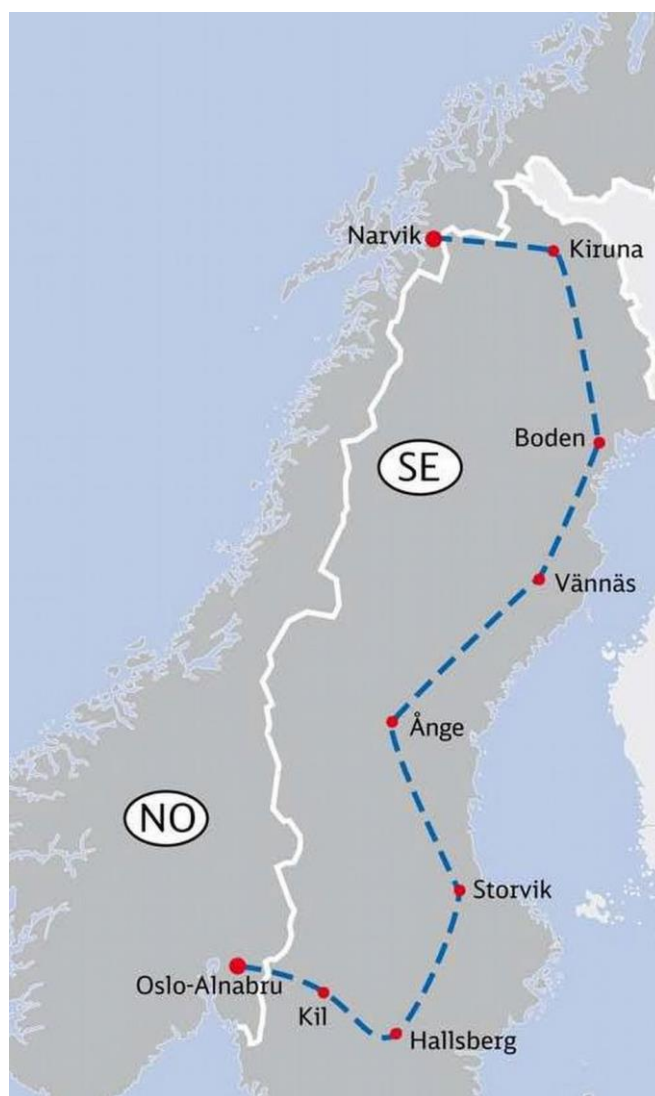 Narvik
Kiruna
Boden
SE
Vännäs
Ånge
NO
Storvik
Oslo-Alnabru
Kil
Hallsberg